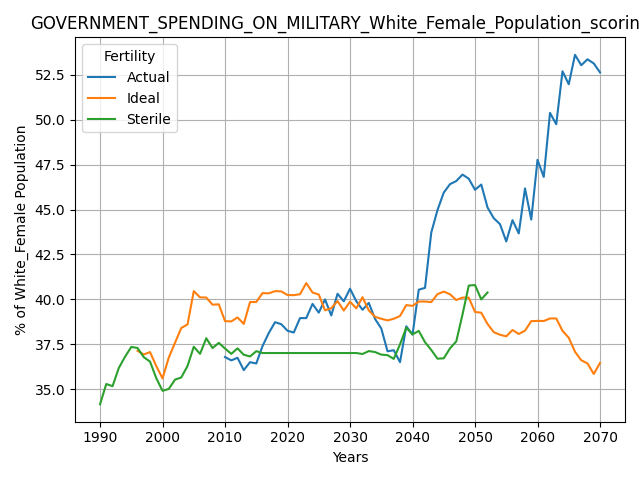 GOVERNMENT_SPENDING_ON_MILITARY_White_Female_Population_scorin
Fertility
Actual
Ideal
Sterile
% of White_Female Population
52.5
50.0
47.5
45.0
42.5
40.0
37.5
35.0
1990 2000 2010 2020 2030 2040 2050 2060 2070
Years